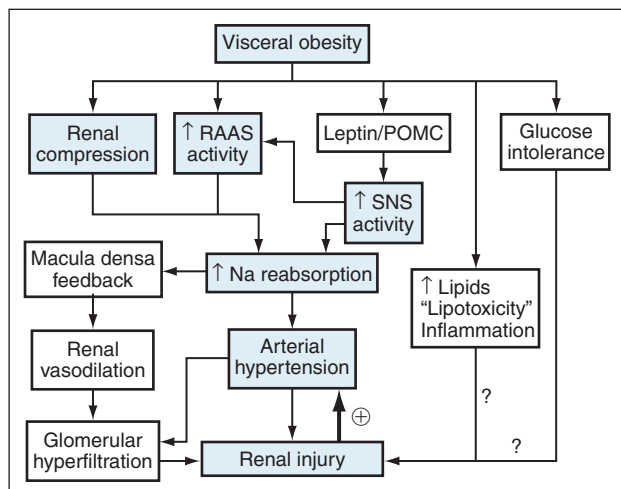 Visceral obesity
Renal
compression
↑ RAAS
activity
Leptin/POMC
Glucose
intolerance
↑ SNS
activity
Macula densa
feedback
↑ Na reabsorption
↑ Lipids
"Lipotoxicity"
Inflammation
Renal
vasodilation
Arterial
hypertension
?
⊕
?
Glomerular
hyperfiltration
Renal injury